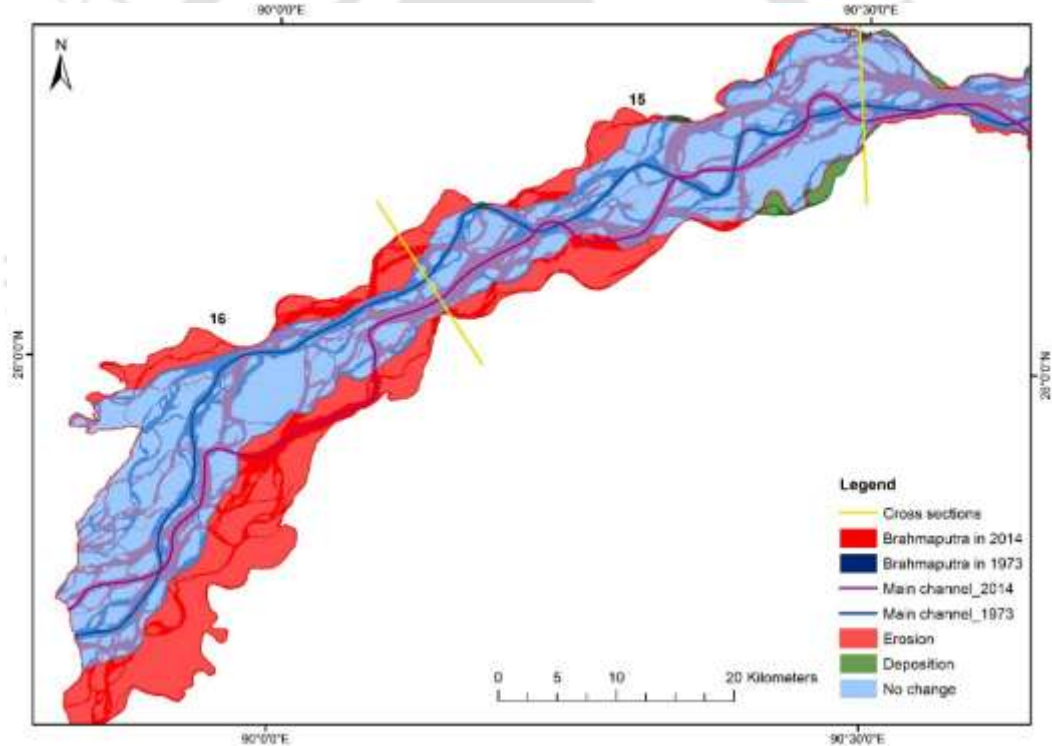 90°0'0"E
90°30'0"E
N
15
16
26°0'0"N
26°0'0"N
Legend
Cross sections
Brahmaputra in 2014
Brahmaputra in 1973
Main channel_2014
Main channel_1973
Erosion
Deposition
No change
0 5 10 20 Kilometers
90°0'0"E
90°30'0"E